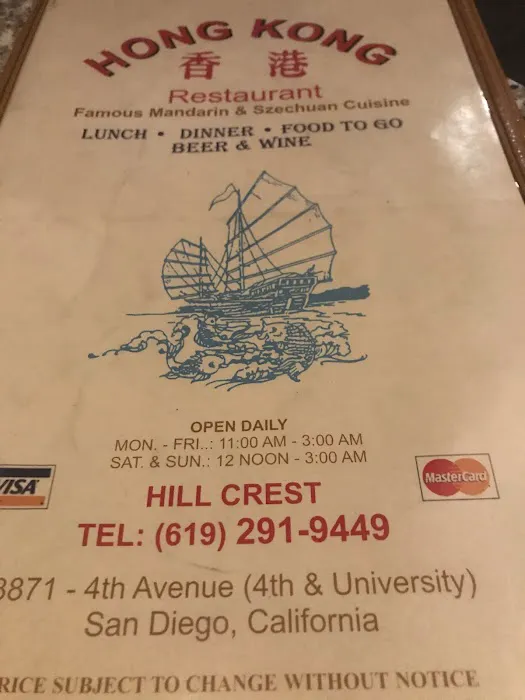 HONG KONG
香 港
Restaurant
Famous Mandarin & Szechuan Cuisine
LUNCH • DINNER • FOOD TO GO
BEER & WINE
OPEN DAILY
MON. - FRI..: 11:00 AM - 3:00 AM
SAT. & SUN.: 12 NOON - 3:00 AM
VISA
MasterCard
HILL CREST
TEL: (619) 291-9449
3871 - 4th Avenue (4th & University)
San Diego, California
RICE SUBJECT TO CHANGE WITHOUT NOTICE